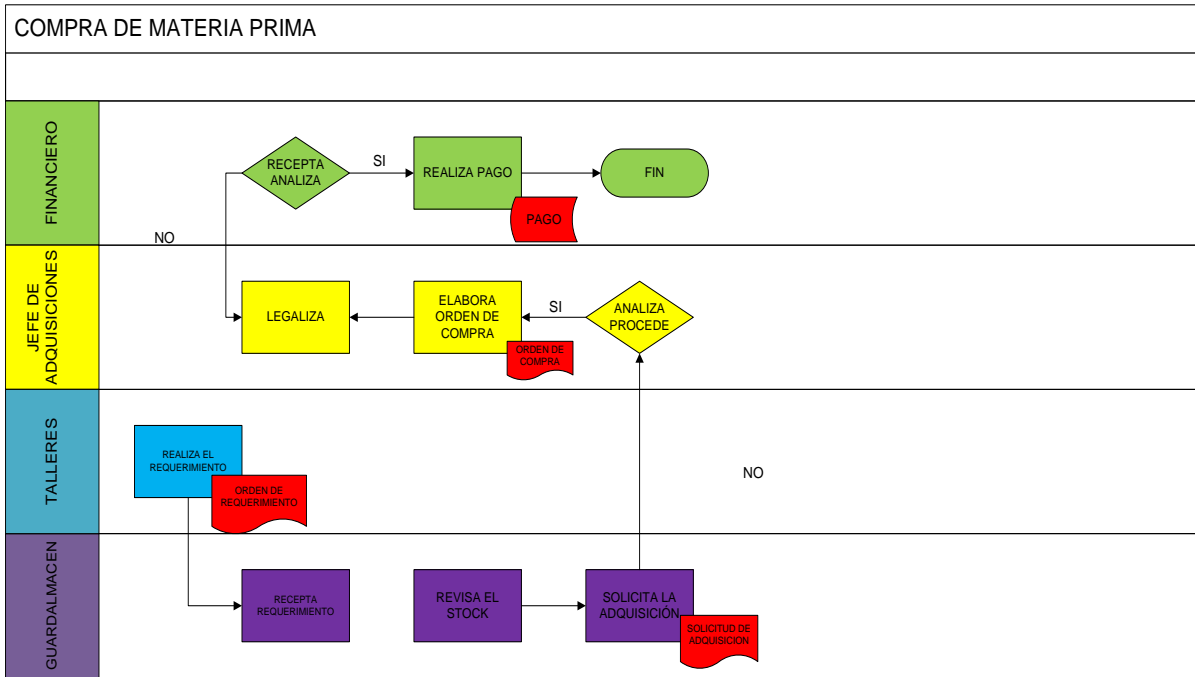 COMPRA DE MATERIA PRIMA
FINANCIERO
RECEPTA
ANALIZA
SI
REALIZA PAGO
PAGO
FIN
NO
JEFE DE
ADQUISICIONES
LEGALIZA
ELABORA
ORDEN DE
COMPRA
ORDEN DE
COMPRA
SI
ANALIZA
PROCEDE
TALLERES
REALIZA EL
REQUERIMIENTO
ORDEN DE
REQUERIMIENTO
NO
GUARDALMACEN
RECEPTA
REQUERIMIENTO
REVISA EL
STOCK
SOLICITA LA
ADQUISICIÓN
SOLICITUD DE
ADQUISICION